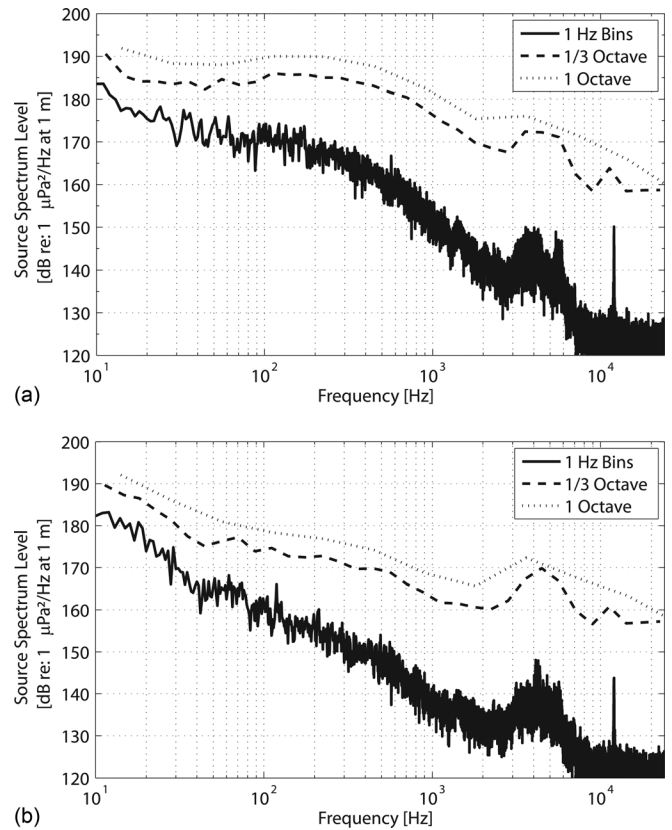 200
190
180
170
160
150
140
130
120
Source Spectrum Level
[dB re: 1 μPa²/Hz at 1 m]
1 Hz Bins
1/3 Octave
1 Octave
10¹
10²
10³
10⁴
Frequency [Hz]
(a)
200
190
180
170
160
150
140
130
120
Source Spectrum Level
[dB re: 1 μPa²/Hz at 1 m]
1 Hz Bins
1/3 Octave
1 Octave
10¹
10²
10³
10⁴
Frequency [Hz]
(b)